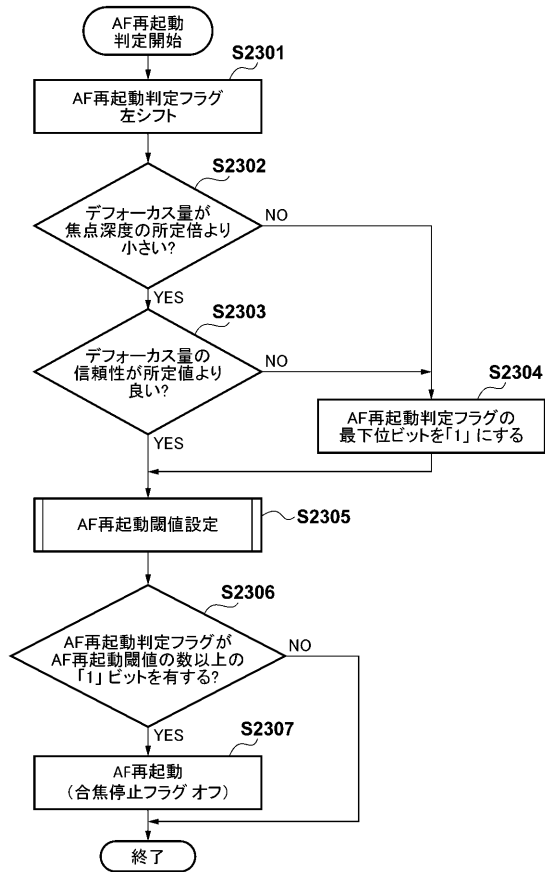 AF再起動
判定開始
S2301
AF再起動判定フラグ
左シフト
S2302
デフォーカス量が
焦点深度の所定倍より
小さい?
NO
YES
S2303
デフォーカス量の
信頼性が所定値より
良い?
NO
YES
S2304
AF再起動判定フラグの
最下位ビットを「1」にする
AF再起動閾値設定
S2305
S2306
AF再起動判定フラグが
AF再起動閾値の数以上の
「1」ビットを有する?
NO
YES
S2307
AF再起動
(合焦停止フラグ オフ)
終了